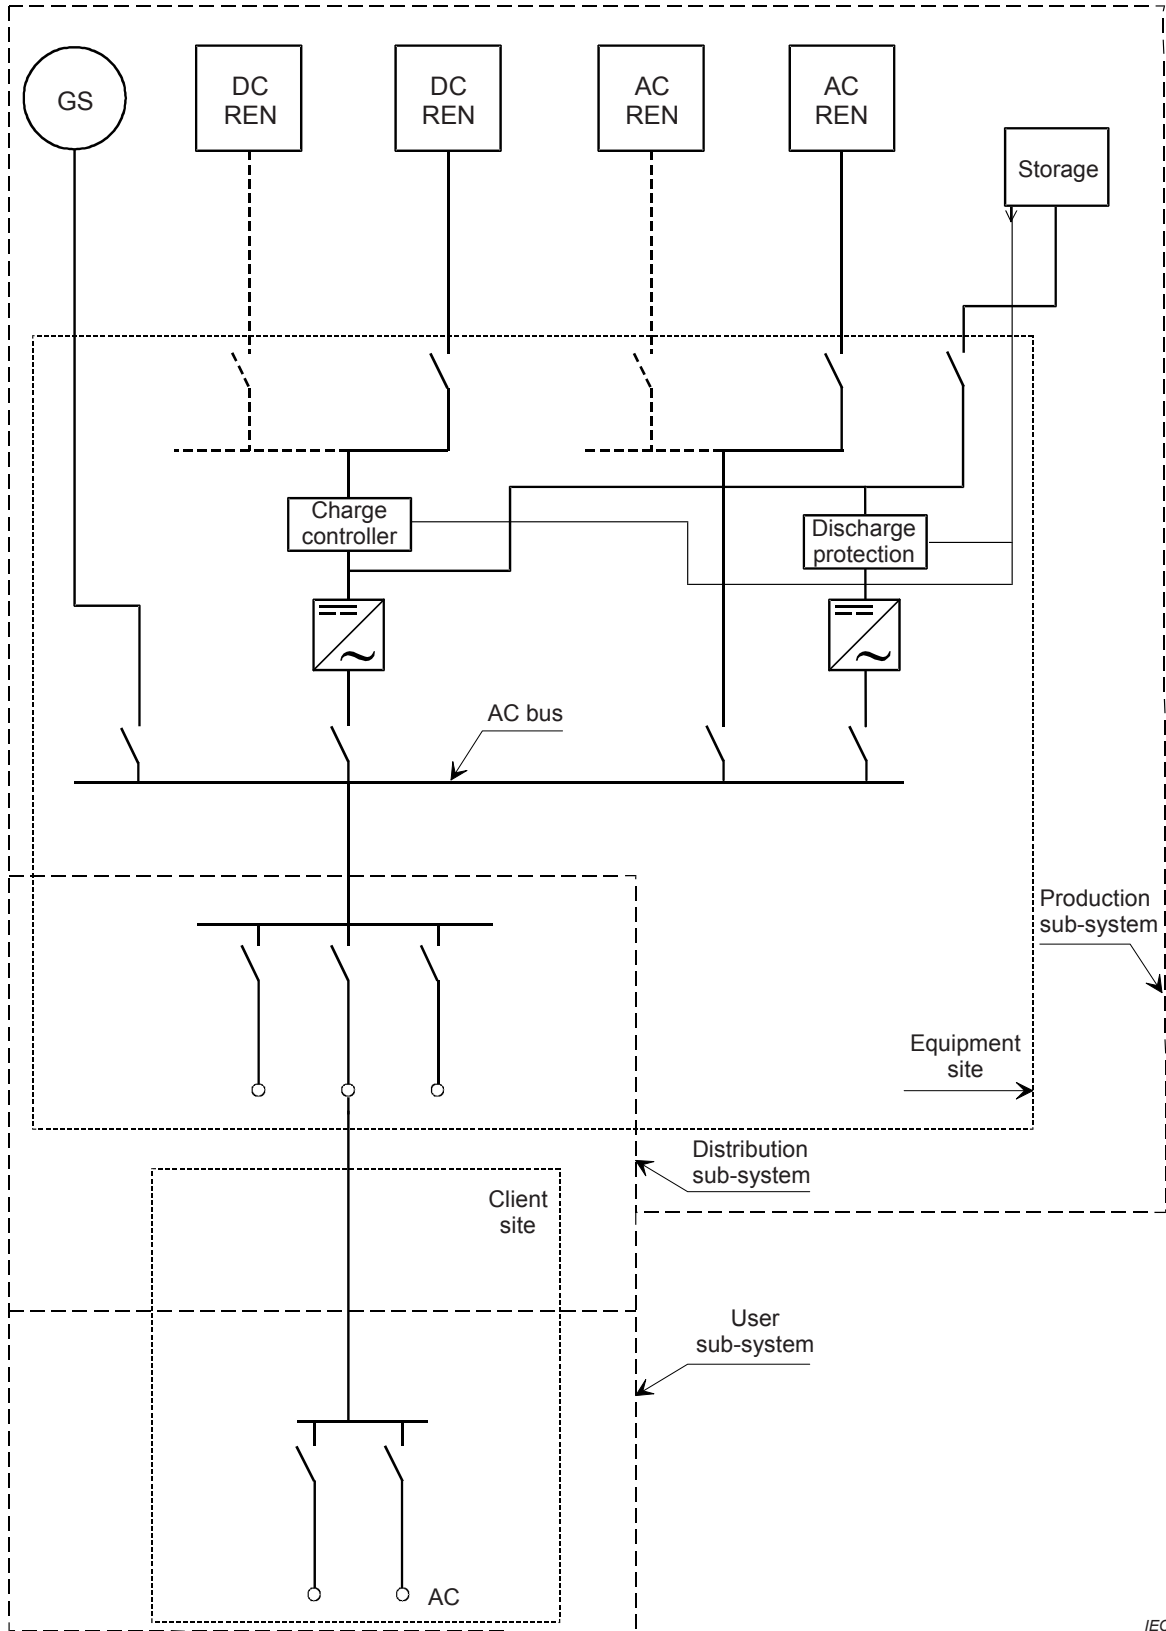 GS
DC
REN
DC
REN
AC
REN
AC
REN
Storage
Charge
controller
Discharge
protection
AC bus
Production
sub-system
Equipment
site
Distribution
sub-system
Client
site
User
sub-system
AC
IEC